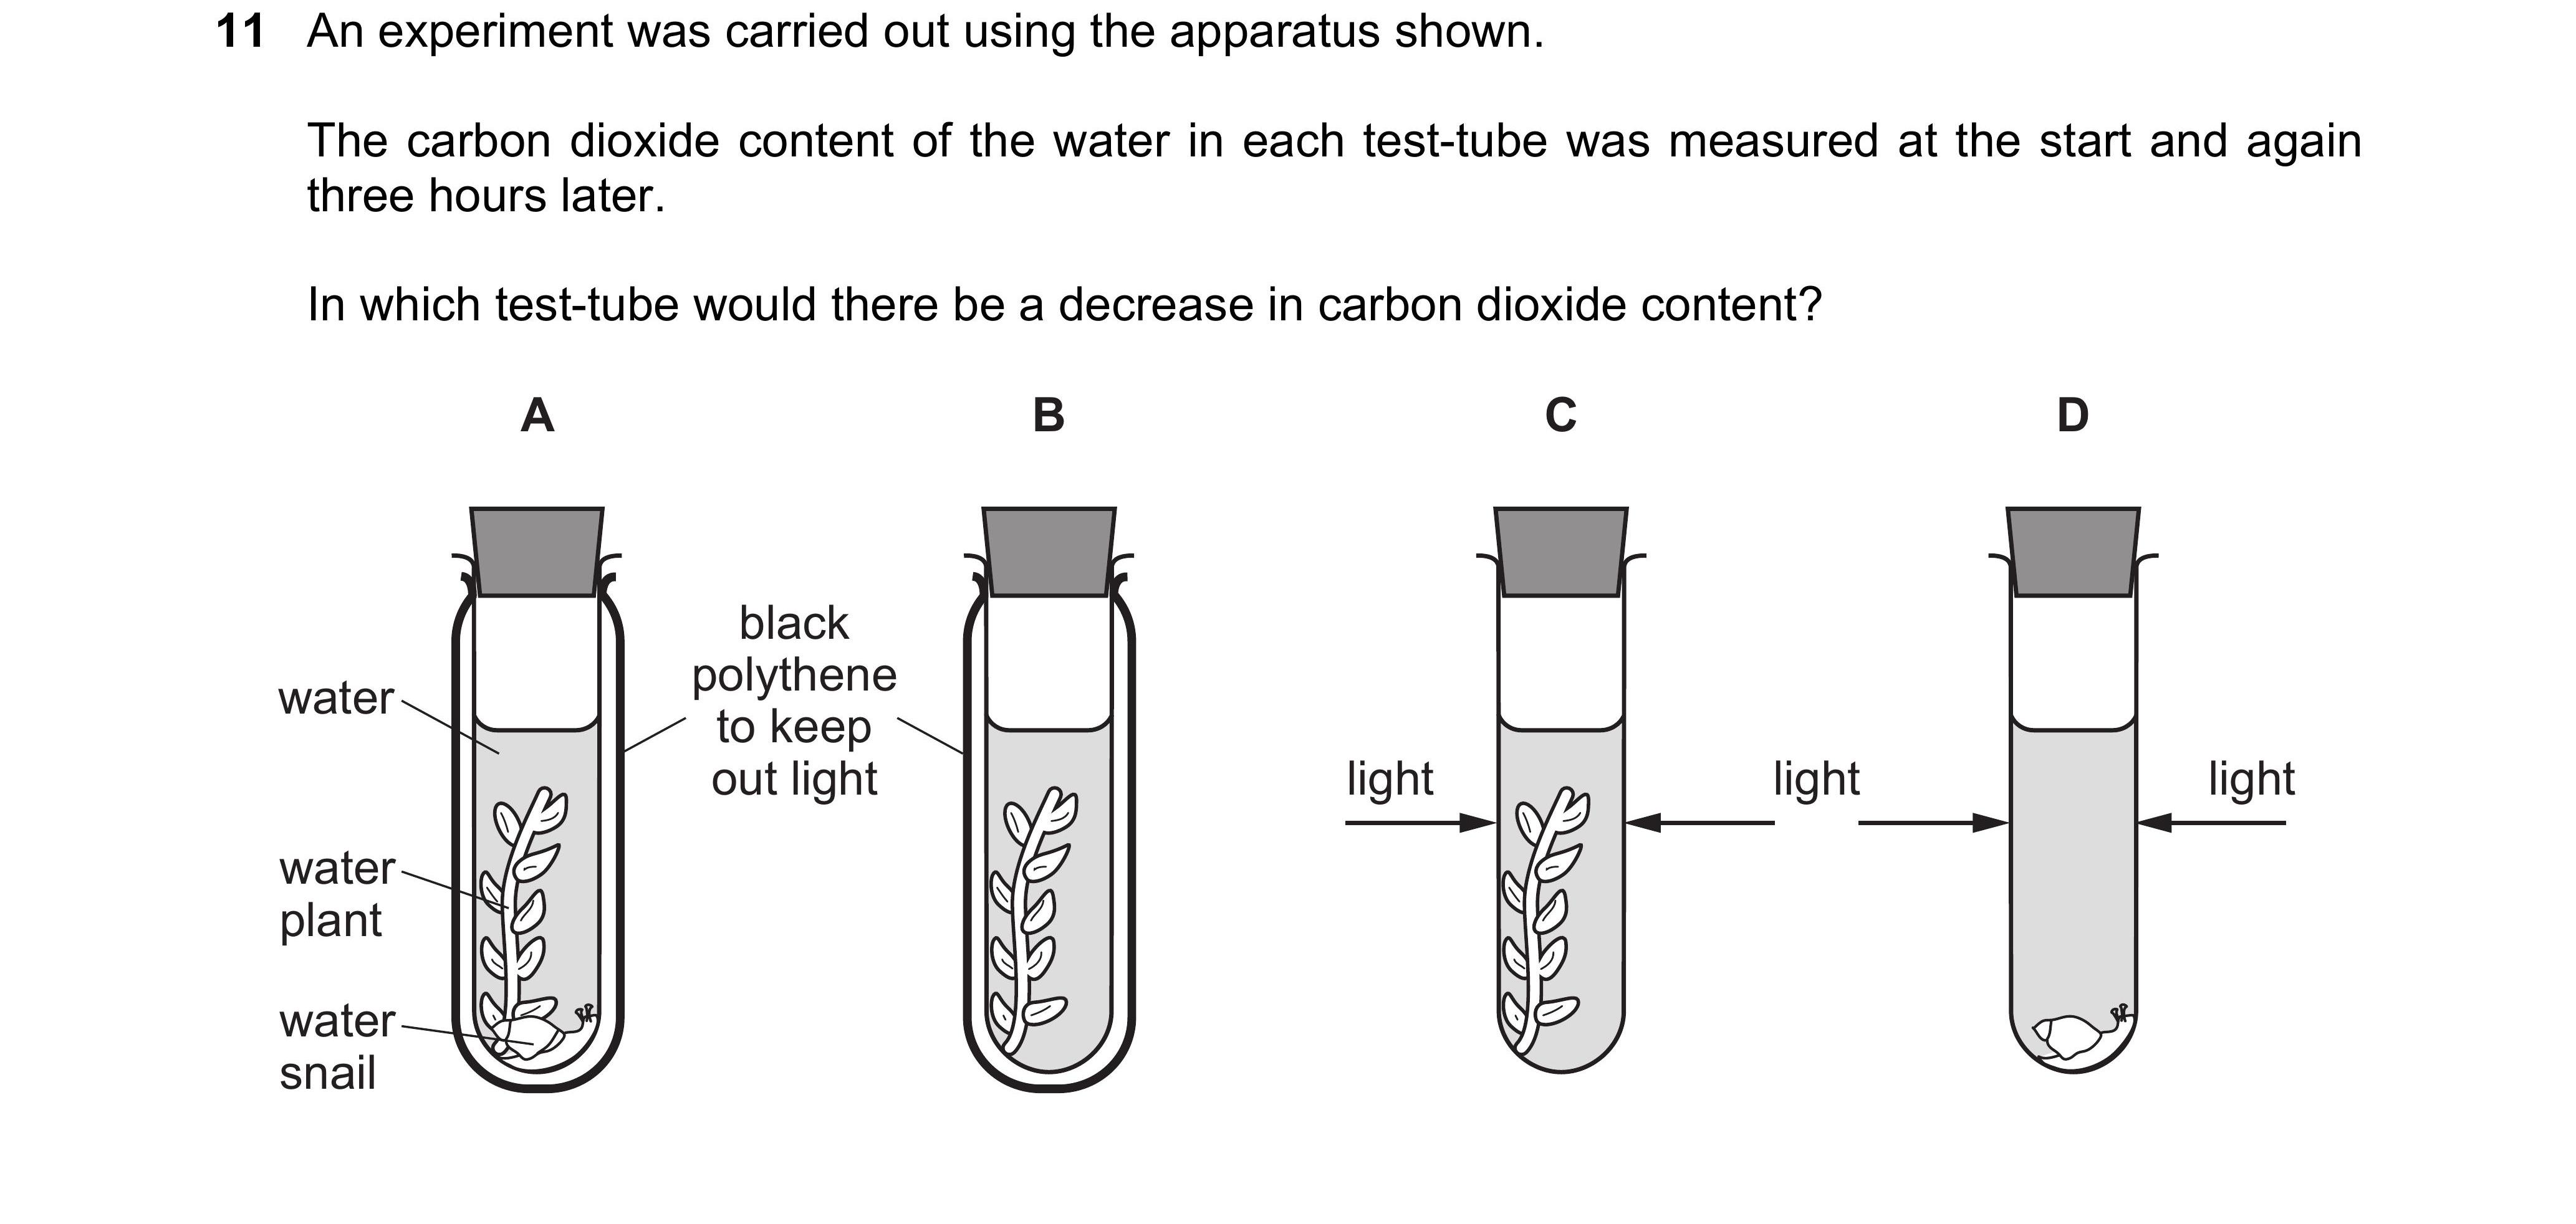 11 An experiment was carried out using the apparatus shown.
The carbon dioxide content of the water in each test-tube was measured at the start and again
three hours later.
In which test-tube would there be a decrease in carbon dioxide content?
A B C D
black
polythene
to keep
out light
water
light light light
water
plant
water
snail